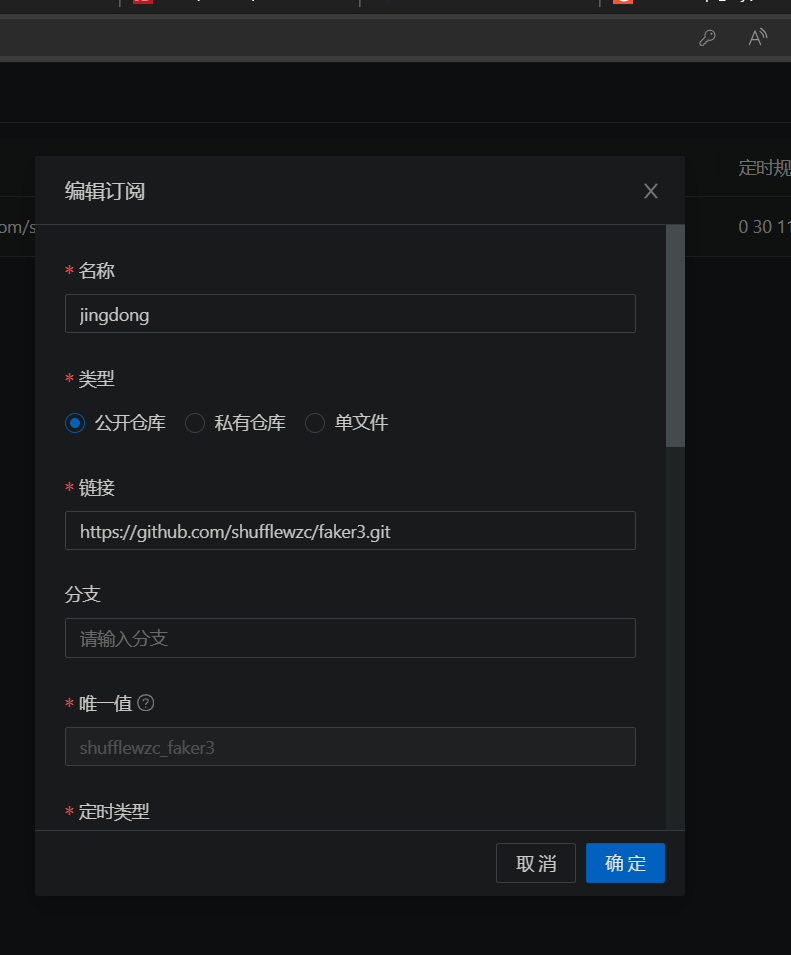 定时规
om/s
0 30 11
编辑订阅
* 名称
jingdong
* 类型
公开仓库 私有仓库 单文件
* 链接
https://github.com/shufflewzc/faker3.git
分支
请输入分支
* 唯一值
shufflewzc_faker3
* 定时类型
取消 确定